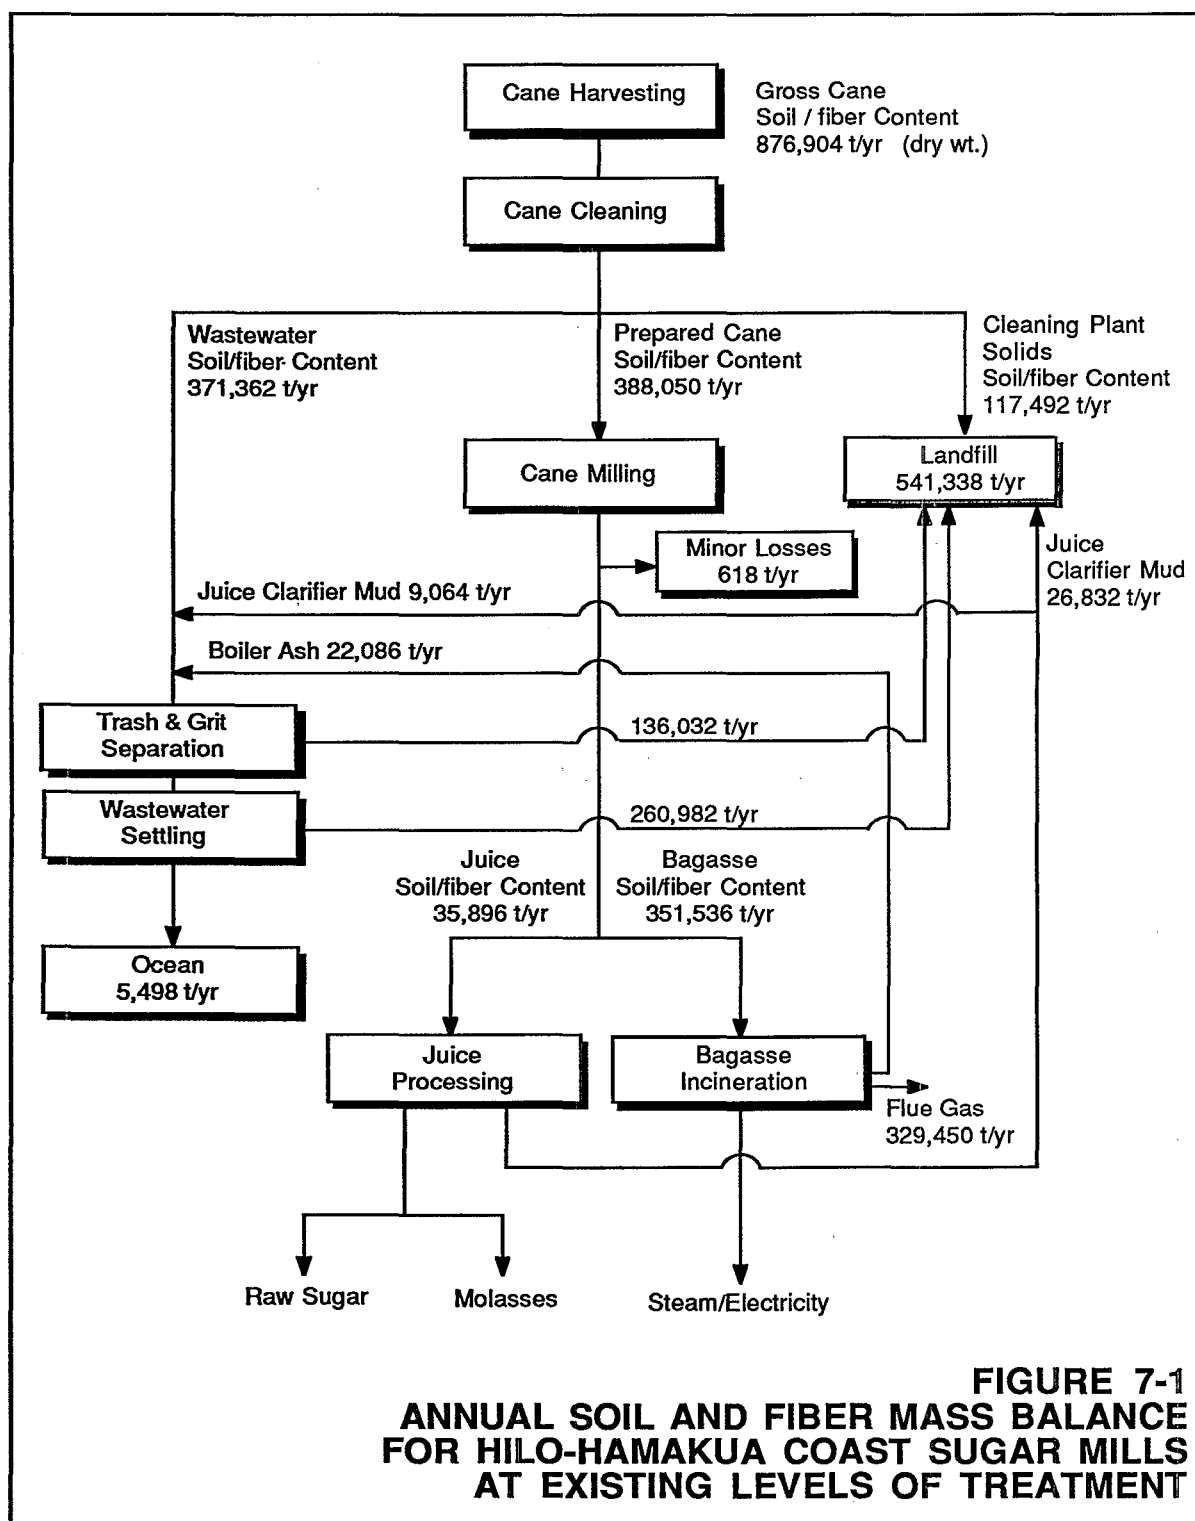 Cane Harvesting
Gross Cane
Soil / fiber Content
876,904 t/yr (dry wt.)
Cane Cleaning
Wastewater
Soil/fiber Content
371,362 t/yr
Prepared Cane
Soil/fiber Content
388,050 t/yr
Cleaning Plant
Solids
Soil/fiber Content
117,492 t/yr
Cane Milling
Landfill
541,338 t/yr
Minor Losses
618 t/yr
Juice
Clarifier Mud
26,832 t/yr
Juice Clarifier Mud 9,064 t/yr
Boiler Ash 22,086 t/yr
Trash & Grit
Separation
136,032 t/yr
Wastewater
Settling
260,982 t/yr
Juice
Soil/fiber Content
35,896 t/yr
Bagasse
Soil/fiber Content
351,536 t/yr
Ocean
5,498 t/yr
Juice
Processing
Bagasse
Incineration
Flue Gas
329,450 t/yr
Raw Sugar
Molasses
Steam/Electricity
FIGURE 7-1
ANNUAL SOIL AND FIBER MASS BALANCE
FOR HILO-HAMAKUA COAST SUGAR MILLS
AT EXISTING LEVELS OF TREATMENT